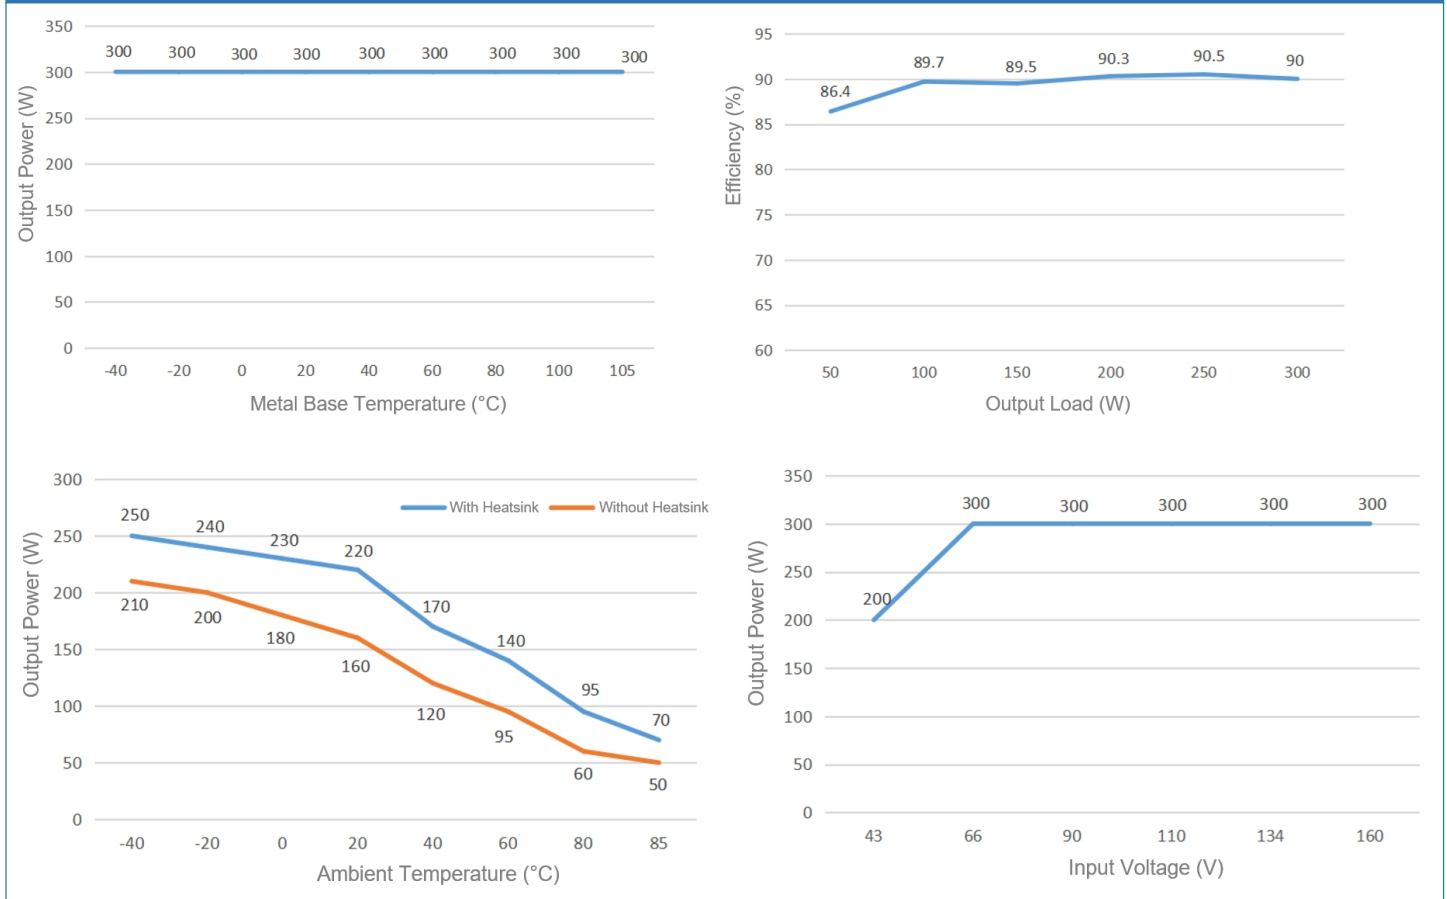 350
300
250
200
150
100
50
0
300 300 300 300 300 300 300 300 300
-40 -20 0 20 40 60 80 100 105
Output Power (W)
Metal Base Temperature (°C)
95
90
85
80
75
70
65
60
86.4 89.7 89.5 90.3 90.5 90
50 100 150 200 250 300
Efficiency (%)
Output Load (W)
300
250
200
150
100
50
0
With Heatsink Without Heatsink
250 240 230 220 170 140 95 70
210 200 180 160 120 95 60 50
-40 -20 0 20 40 60 80 85
Output Power (W)
Ambient Temperature (°C)
350
300
250
200
150
100
50
0
200 300 300 300 300 300
43 66 90 110 134 160
Output Power (W)
Input Voltage (V)